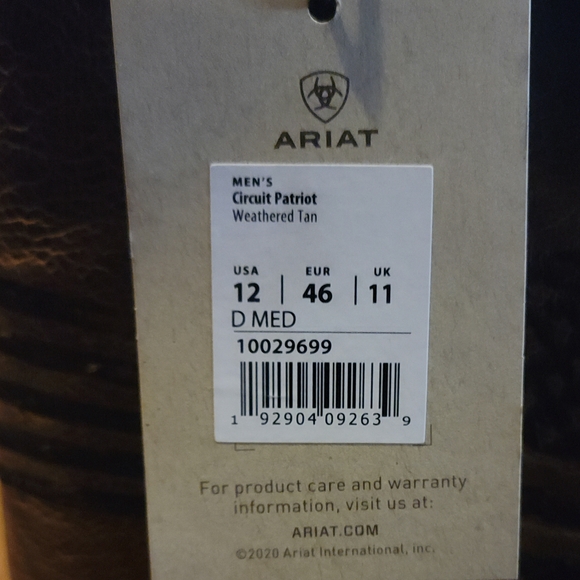 ARIAT
MEN'S
Circuit Patriot
Weathered Tan
USA EUR UK
12 | 46 | 11
D MED
10029699
1 92904 09263 9
For product care and warranty
information, visit us at:
ARIAT.COM
©2020 Ariat International, inc.